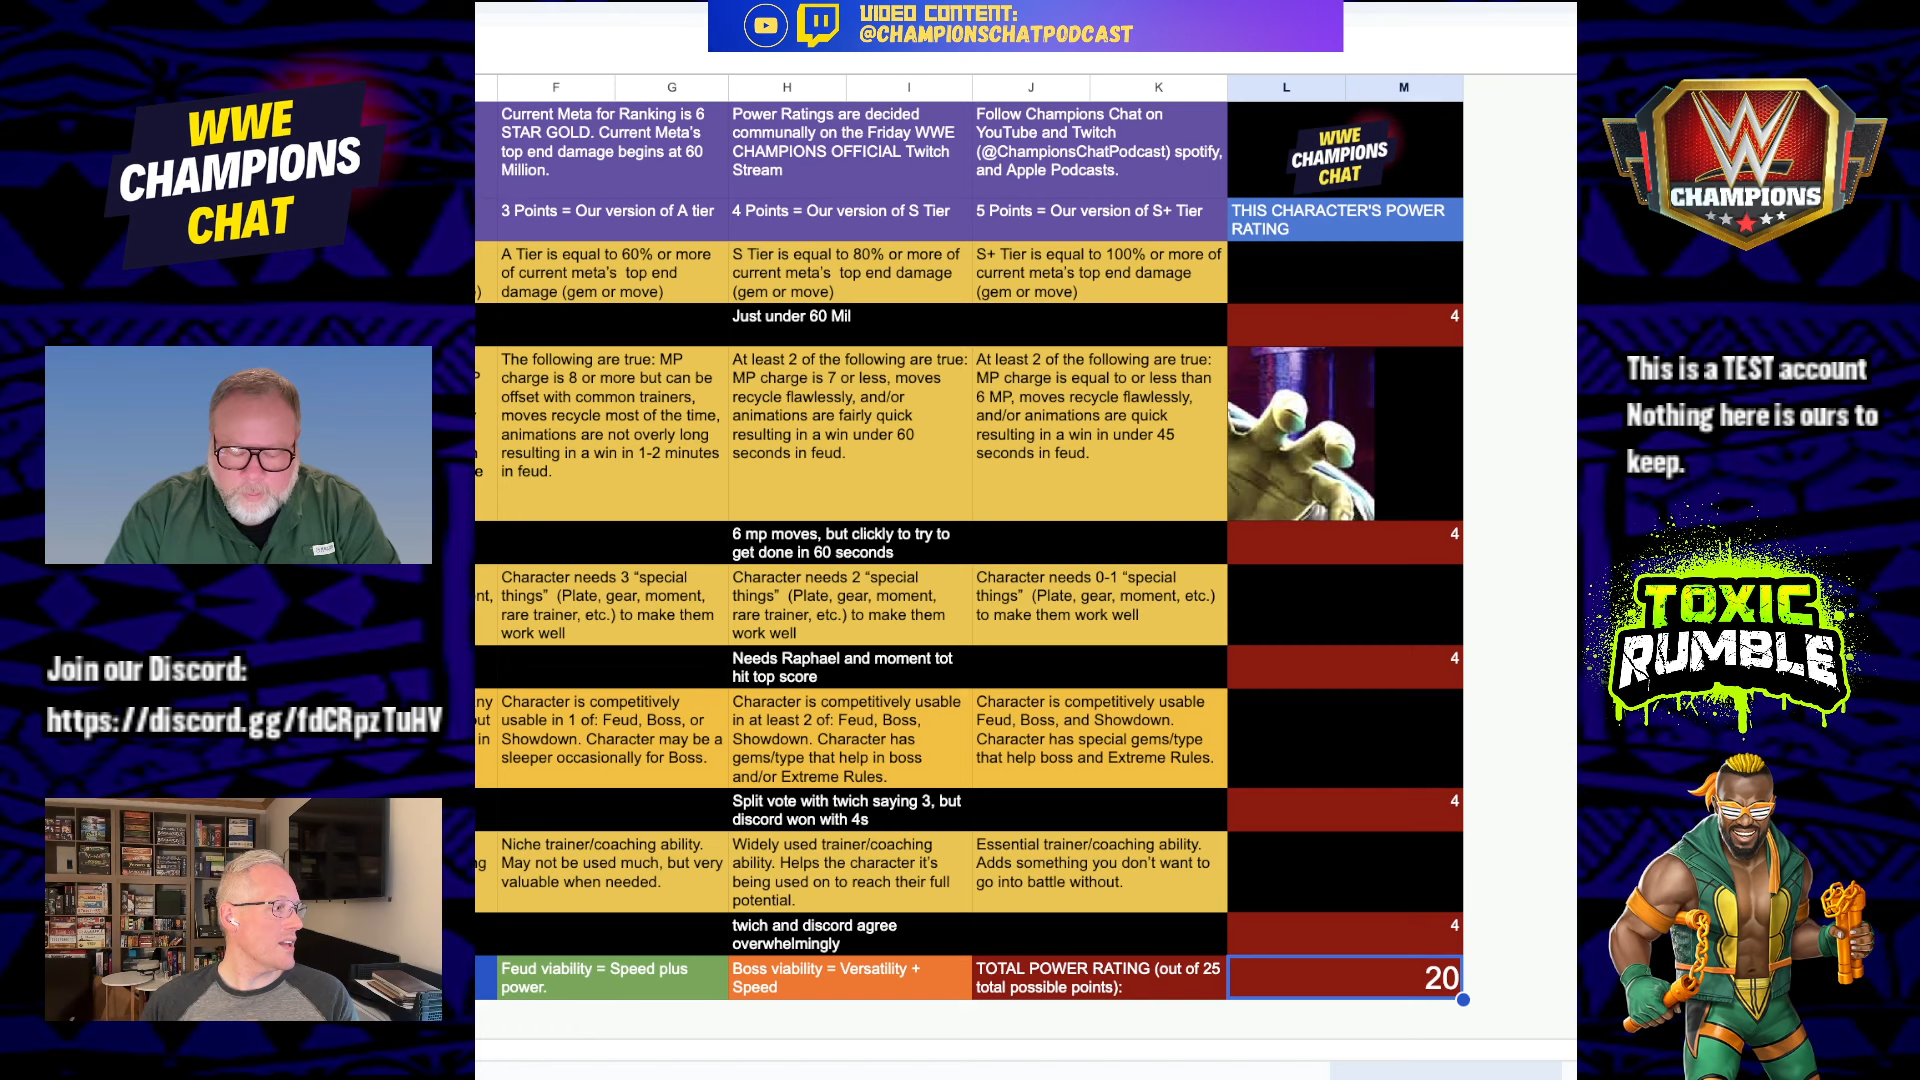 VIDEO CONTENT:
@CHAMPIONSCHATPODCAST
WWE
CHAMPIONS
CHAT
Join our Discord:
https://discord.gg/fdCRpzTuHV
F G H I J K L M
Current Meta for Ranking is 6
STAR GOLD. Current Meta's
top end damage begins at 60
Million.
Power Ratings are decided
communally on the Friday WWE
CHAMPIONS OFFICIAL Twitch
Stream
Follow Champions Chat on
YouTube and Twitch
(@ChampionsChatPodcast) spotify,
and Apple Podcasts.
WWE
CHAMPIONS
CHAT
3 Points = Our version of A tier
4 Points = Our version of S Tier
5 Points = Our version of S+ Tier
THIS CHARACTER'S POWER
RATING
A Tier is equal to 60% or more
of current meta's top end
damage (gem or move)
S Tier is equal to 80% or more of
current meta's top end damage
(gem or move)
S+ Tier is equal to 100% or more of
current meta's top end damage
(gem or move)
Just under 60 Mil
4
The following are true: MP
charge is 8 or more but can be
offset with common trainers,
moves recycle most of the time,
animations are not overly long
resulting in a win in 1-2 minutes
in feud.
At least 2 of the following are true:
MP charge is 7 or less, moves
recycle flawlessly, and/or
animations are fairly quick
resulting in a win under 60
seconds in feud.
At least 2 of the following are true:
MP charge is equal to or less than
6 MP, moves recycle flawlessly,
and/or animations are quick
resulting in a win in under 45
seconds in feud.
6 mp moves, but clickly to try to
get done in 60 seconds
4
Character needs 3 “special
things” (Plate, gear, moment,
rare trainer, etc.) to make them
work well
Character needs 2 “special
things” (Plate, gear, moment,
rare trainer, etc.) to make them
work well
Character needs 0-1 “special
things” (Plate, gear, moment, etc.)
to make them work well
Needs Raphael and moment tot
hit top score
4
Character is competitively
usable in 1 of: Feud, Boss, or
Showdown. Character may be a
sleeper occasionally for Boss.
Character is competitively usable
in at least 2 of: Feud, Boss,
Showdown. Character has
gems/type that help in boss
and/or Extreme Rules.
Character is competitively usable
Feud, Boss, and Showdown.
Character has special gems/type
that help boss and Extreme Rules.
Split vote with twich saying 3, but
discord won with 4s
4
Niche trainer/coaching ability.
May not be used much, but very
valuable when needed.
Widely used trainer/coaching
ability. Helps the character it's
being used on to reach their full
potential.
Essential trainer/coaching ability.
Adds something you don't want to
go into battle without.
twich and discord agree
overwhelmingly
4
Feud viability = Speed plus
power.
Boss viability = Versatility +
Speed
TOTAL POWER RATING (out of 25
total possible points):
20
W
CHAMPIONS
This is a TEST account
Nothing here is ours to
keep.
TOXIC
RUMBLE